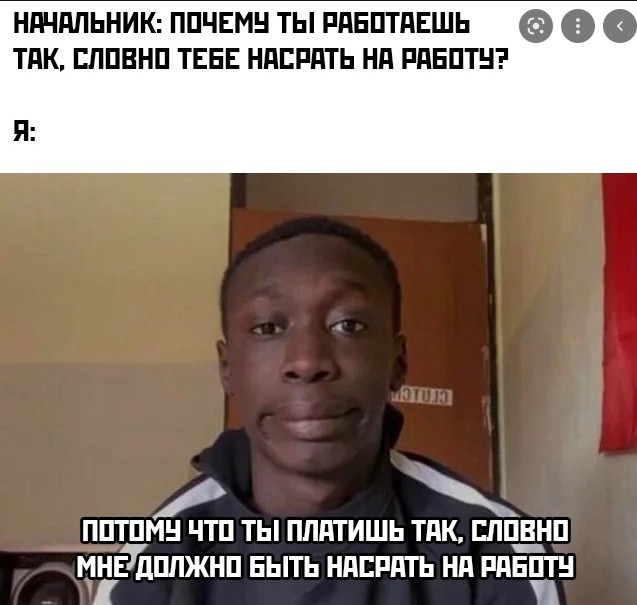 НАЧАЛЬНИК: ПОЧЕМУ ТЫ РАБОТАЕШЬ
ТАК, СЛОВНО ТЕБЕ НАСРАТЬ НА РАБОТУ?
Я:
CLUTCH
ПОТОМУ ЧТО ТЫ ПЛАТИШЬ ТАК, СЛОВНО
МНЕ ДОЛЖНО БЫТЬ НАСРАТЬ НА РАБОТУ